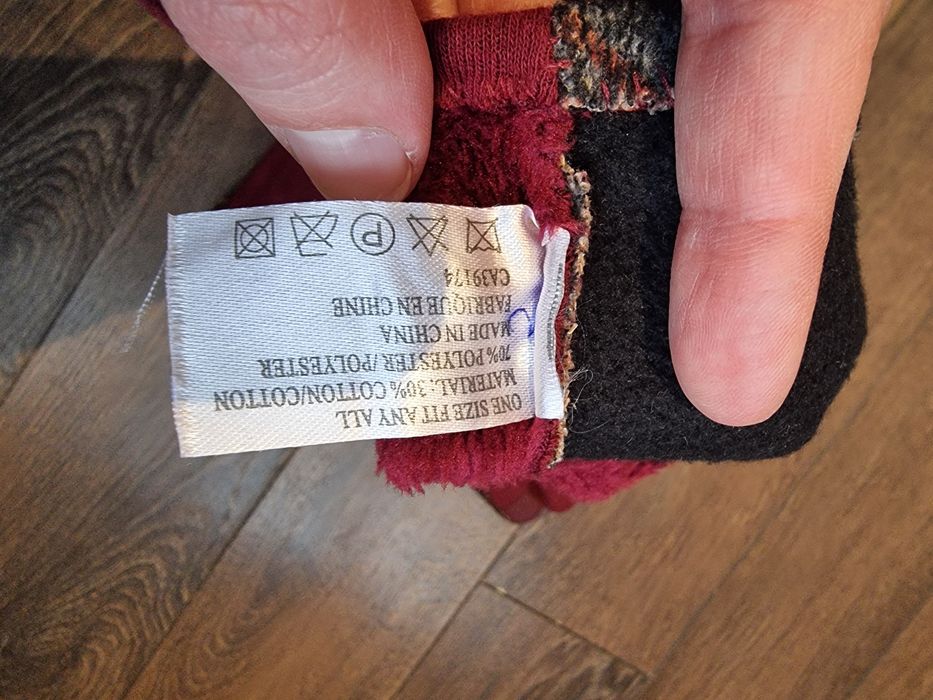 ONE SIZE FIT ANY ALL
MATERIAL. 30% COTTON/COTTON
70% POLYESTER /POLYESTER
MADE IN CHINA
FABRIQUE EN CHINE
CA39174
P